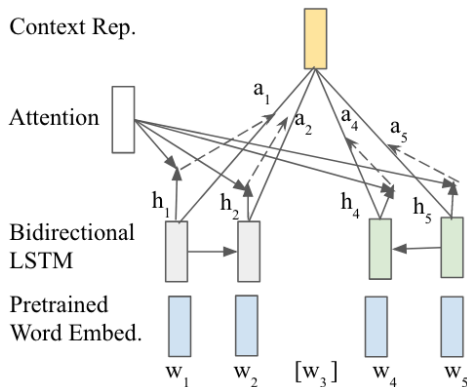 Context Rep.
a1
a2
a4
a5
Attention
h1
h2
h4
h5
Bidirectional
LSTM
Pretrained
Word Embed.
w1 w2 [w3] w4 w5